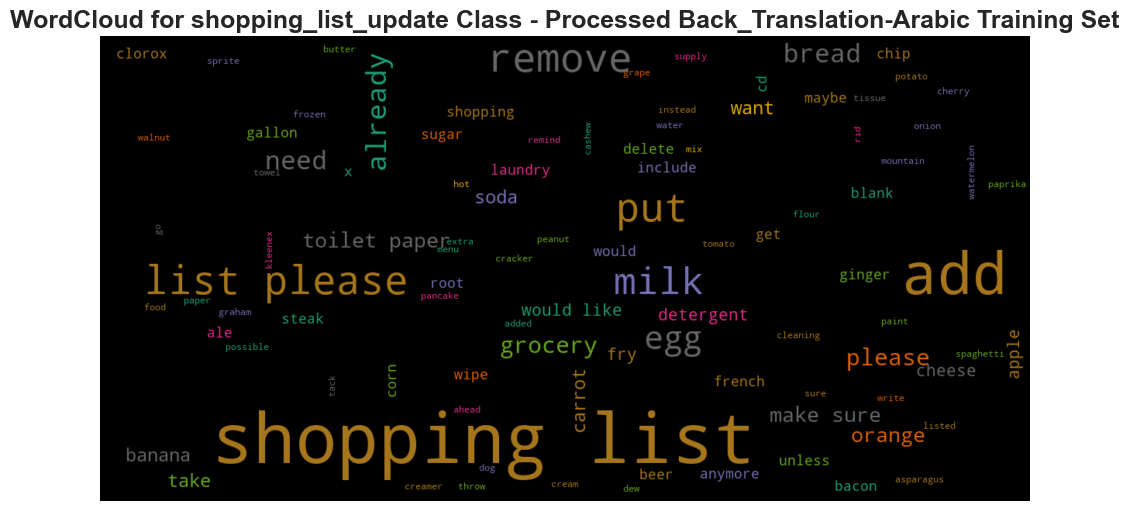 WordCloud for shopping_list_update Class - Processed Back_Translation-Arabic Training Set
clorox
sprite
butter
remove
grape
supply
bread
chip
potato
cherry
already
cd
want
maybe
tissue
frozen
shopping
instead
walnut
gallon
sugar
remind
cashew
water
rid
onion
need
towel
x
laundry
delete
mix
include
mountain
watermelon
hot
soda
put
blank
paprika
go
kleenex
toilet paper
extra
menu
peanut
cracker
would
tomato
get
flour
list please
root
pancake
milk
ginger
add
food
paper
graham
steak
would like
added
detergent
ale
possible
grocery
fry
egg
cleaning
paint
please
spaghetti
cheese
apple
tack
corn
wipe
carrot
french
sure
write
ahead
shopping list
make sure
orange
listed
banana
take
dog
creamer
throw
cream
beer
anymore
dew
unless
bacon
asparagus